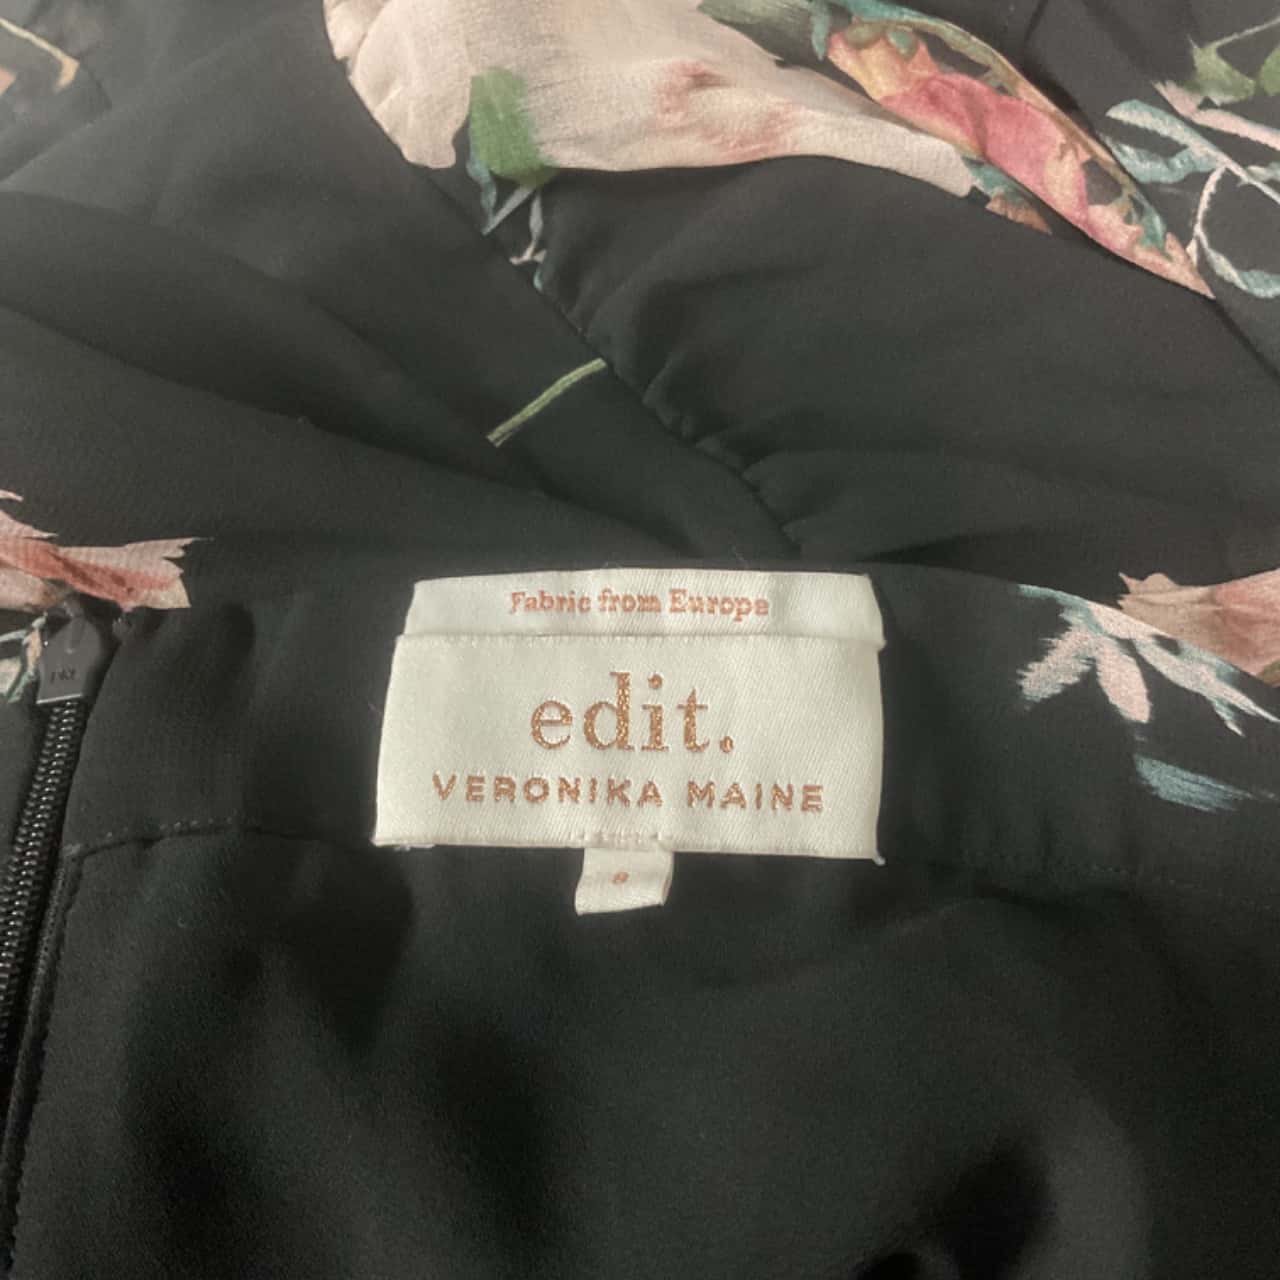 Fabric from Europe
edit.
VERONIKA MAINE
8